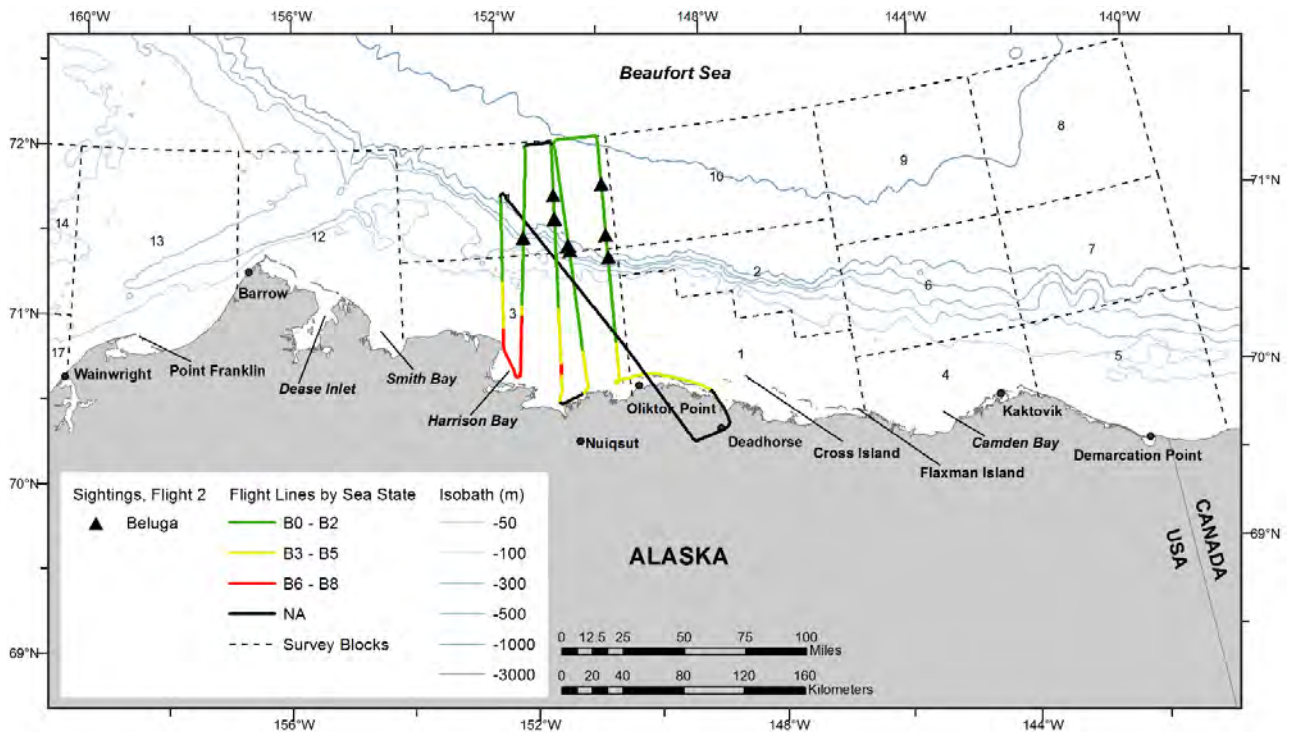 160°W
156°W
152°W
148°W
144°W
140°W
Beaufort Sea
8
72°N
9
10
71°N
14
13
12
7
2
6
Barrow
71°N
3
17
Wainwright
Point Franklin
Dease Inlet
Smith Bay
Harrison Bay
1
5
70°N
4
Oliktor Point
Nuiqsut
Deadhorse
Cross Island
Flaxman Island
Camden Bay
Kaktovik
Demarcation Point
70°N
69°N
69°N
ALASKA
USA
CANADA
Sightings, Flight 2
Beluga
Flight Lines by Sea State
B0 - B2
B3 - B5
B6 - B8
NA
Survey Blocks
Isobath (m)
-50
-100
-300
-500
-1000
-3000
0 12.5 25 50 75 100
Miles
0 20 40 80 120 160
Kilometers
156°W
152°W
148°W
144°W